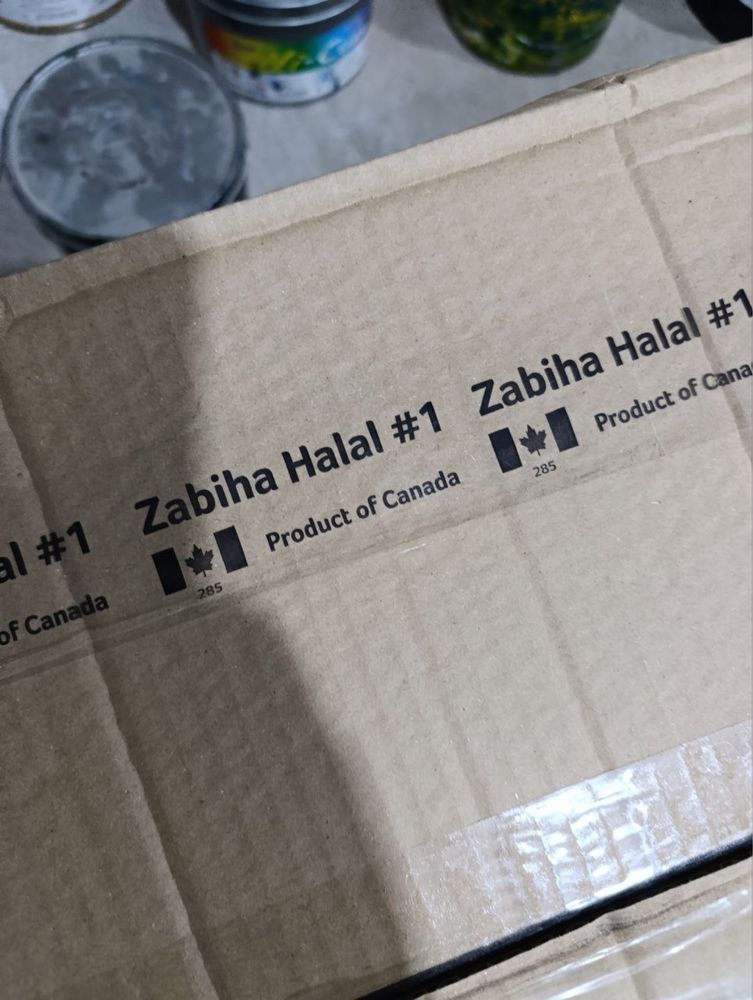 Zabiha Halal #1
Product of Canada
285
Zabiha Halal #1
Product of Cana
285
al #1
of Canada